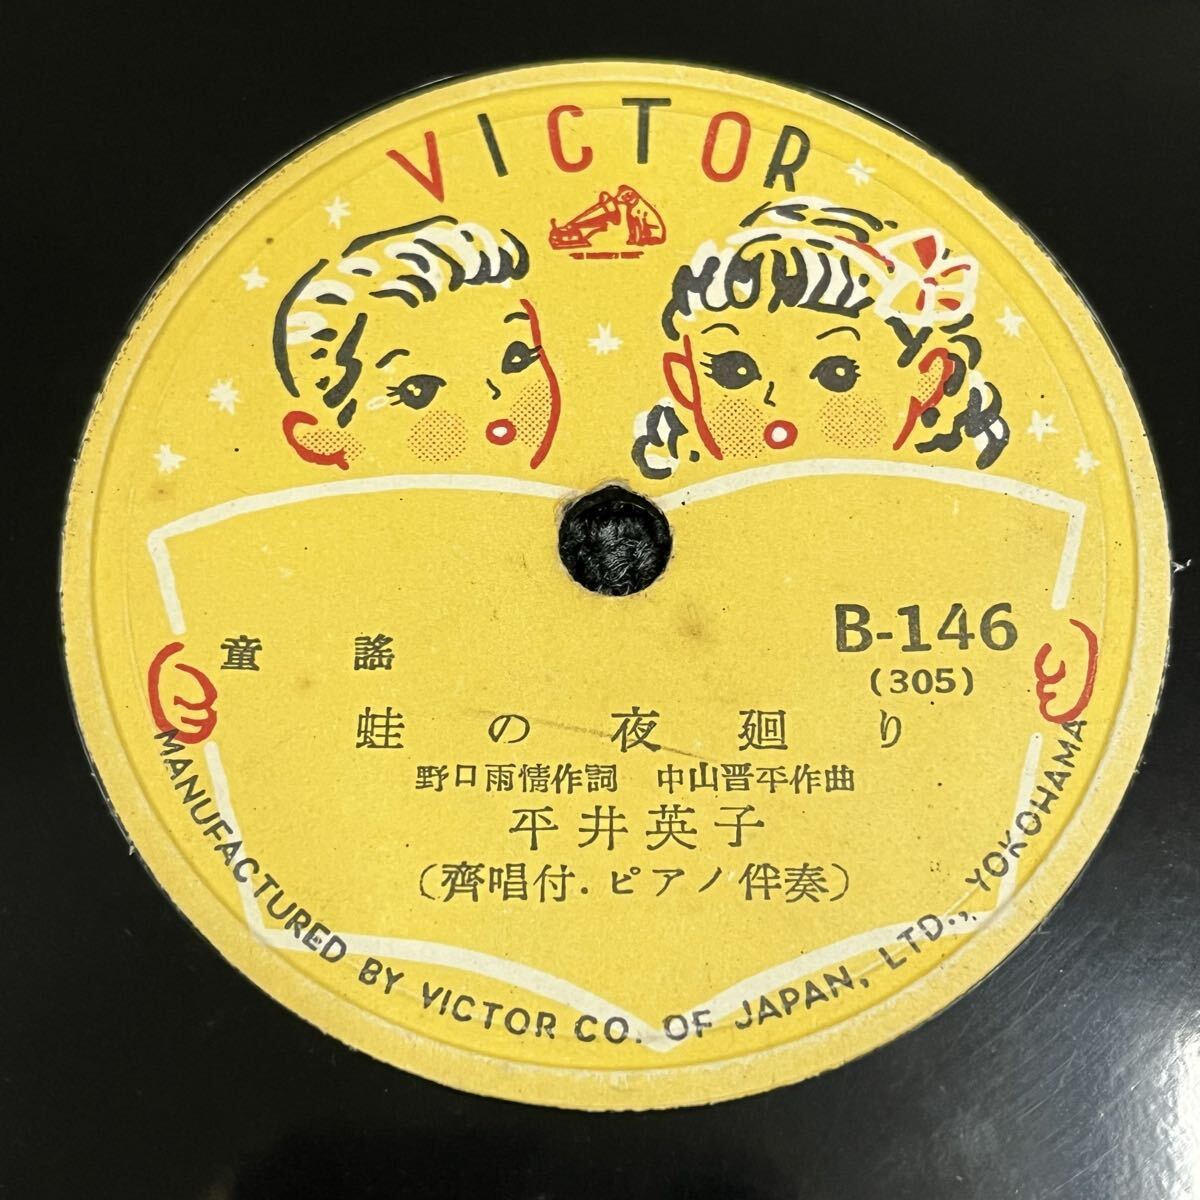 VICTOR
B-146
(305)
童謠
蛙の夜廻り
野口雨情作詞 中山晋平作曲
平井英子
(齊唱付.ピアノ伴奏)
MANUFACTURED BY VICTOR CO. OF JAPAN, LTD., YOKOHAMA